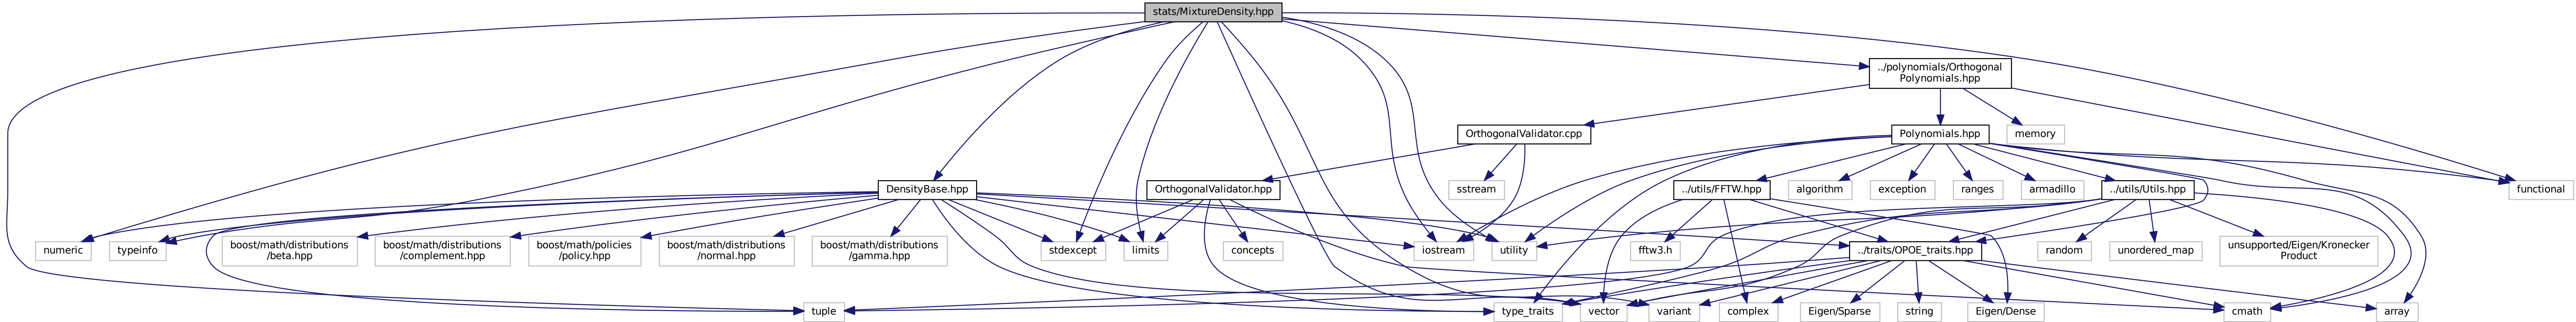 stats/MixtureDensity.hpp
../polynomials/Orthogonal
Polynomials.hpp
OrthogonalValidator.cpp
Polynomials.hpp
memory
DensityBase.hpp
OrthogonalValidator.hpp
sstream
../utils/FFTW.hpp
algorithm
exception
ranges
armadillo
../utils/Utils.hpp
functional
numeric
typeinfo
boost/math/distributions
/beta.hpp
boost/math/distributions
/complement.hpp
boost/math/policies
/policy.hpp
boost/math/distributions
/normal.hpp
boost/math/distributions
/gamma.hpp
stdexcept
limits
concepts
iostream
utility
fftw3.h
../traits/OPOE_traits.hpp
random
unordered_map
unsupported/Eigen/Kronecker
Product
tuple
type_traits
vector
variant
complex
Eigen/Sparse
string
Eigen/Dense
cmath
array